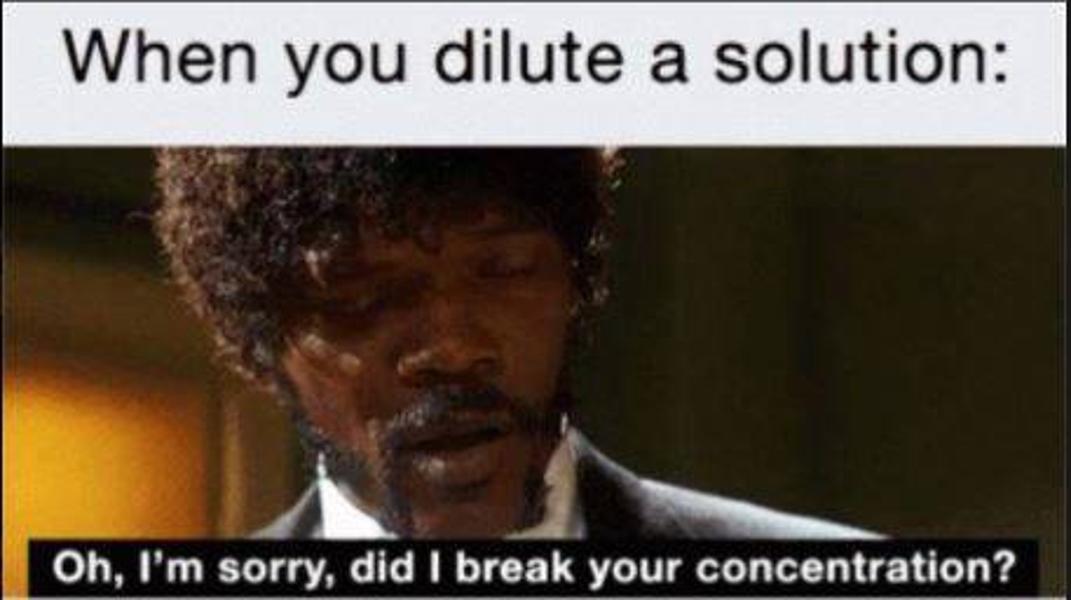 When you dilute a solution:
Oh, I'm sorry, did I break your concentration?